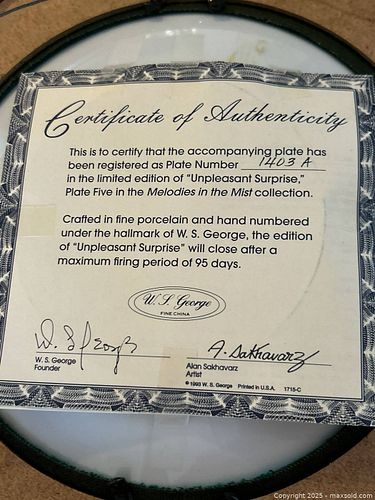 Certificate of Authenticity
This is to certify that the accompanying plate has
been registered as Plate Number 1403 A
in the limited edition of "Unpleasant Surprise,"
Plate Five in the Melodies in the Mist collection.
Crafted in fine porcelain and hand numbered
under the hallmark of W. S. George, the edition
of "Unpleasant Surprise" will close after a
maximum firing period of 95 days.
W. S. George
FINE CHINA
W. S. George
W. S. George
Founder
A. Sakhavarz
Alan Sakhavarz
Artist
© 1993 W. S. George Printed in U.S.A. 1715-C
Copyright 2025 - maxsold.com